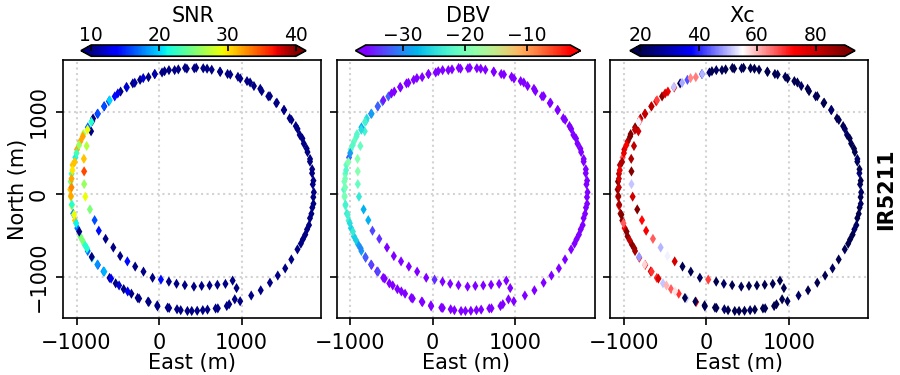 SNR DBV Xc
10 20 30 40 −30 −20 −10 20 40 60 80
North (m)
1000
0
−1000
−1000 0 1000 −1000 0 1000 −1000 0 1000
East (m) East (m) East (m)
IR5211